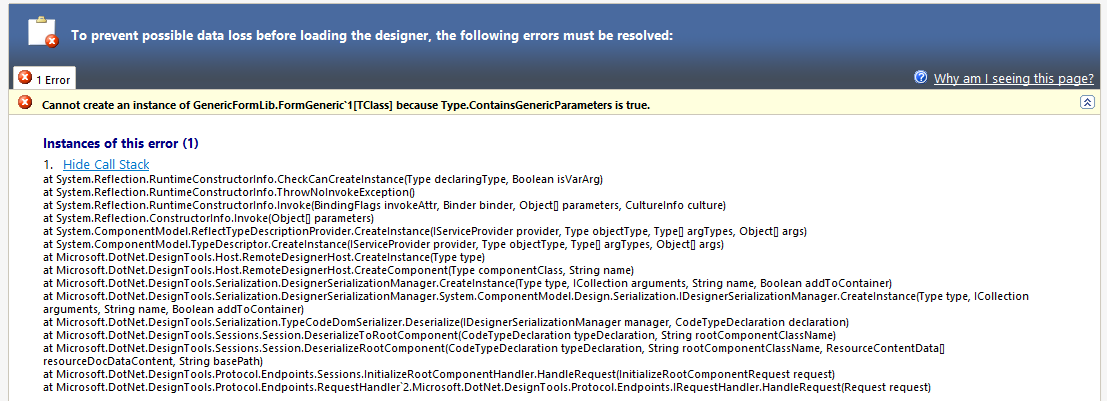 To prevent possible data loss before loading the designer, the following errors must be resolved:
1 Error
Why am I seeing this page?
Cannot create an instance of GenericFormLib.FormGeneric`1[TClass] because Type.ContainsGenericParameters is true.
Instances of this error (1)
1. Hide Call Stack
at System.Reflection.RuntimeConstructorInfo.CheckCanCreateInstance(Type declaringType, Boolean isVarArg)
at System.Reflection.RuntimeConstructorInfo.ThrowNoInvokeException()
at System.Reflection.RuntimeConstructorInfo.Invoke(BindingFlags invokeAttr, Binder binder, Object[] parameters, CultureInfo culture)
at System.Reflection.ConstructorInfo.Invoke(Object[] parameters)
at System.ComponentModel.ReflectTypeDescriptionProvider.CreateInstance(IServiceProvider provider, Type objectType, Type[] argTypes, Object[] args)
at System.ComponentModel.TypeDescriptor.CreateInstance(IServiceProvider provider, Type objectType, Type[] argTypes, Object[] args)
at Microsoft.DotNet.DesignTools.Host.RemoteDesignerHost.CreateInstance(Type type)
at Microsoft.DotNet.DesignTools.Host.RemoteDesignerHost.CreateComponent(Type componentClass, String name)
at Microsoft.DotNet.DesignTools.Serialization.DesignerSerializationManager.CreateInstance(Type type, ICollection arguments, String name, Boolean addToContainer)
at Microsoft.DotNet.DesignTools.Serialization.DesignerSerializationManager.System.ComponentModel.Design.Serialization.IDesignerSerializationManager.CreateInstance(Type type, ICollection
arguments, String name, Boolean addToContainer)
at Microsoft.DotNet.DesignTools.Serialization.TypeCodeDomSerializer.Deserialize(IDesignerSerializationManager manager, CodeTypeDeclaration declaration)
at Microsoft.DotNet.DesignTools.Sessions.Session.DeserializeToRootComponent(CodeTypeDeclaration typeDeclaration, String rootComponentClassName)
at Microsoft.DotNet.DesignTools.Sessions.Session.DeserializeRootComponent(CodeTypeDeclaration typeDeclaration, String rootComponentClassName, ResourceContentData[]
resourceDocDataContent, String basePath)
at Microsoft.DotNet.DesignTools.Protocol.Endpoints.Sessions.InitializeRootComponentHandler.HandleRequest(InitializeRootComponentRequest request)
at Microsoft.DotNet.DesignTools.Protocol.Endpoints.RequestHandler`2.Microsoft.DotNet.DesignTools.Protocol.Endpoints.IRequestHandler.HandleRequest(Request request)